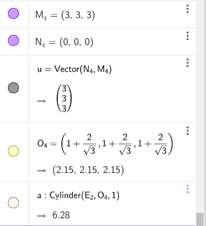 M₄ = (3, 3, 3)
N₄ = (0, 0, 0)
u = Vector(N₄, M₄)
→ (3 3 3)
O₄ = (1 + 2/√3, 1 + 2/√3, 1 + 2/√3)
→ (2.15, 2.15, 2.15)
a : Cylinder(E₂, O₄, 1)
→ 6.28